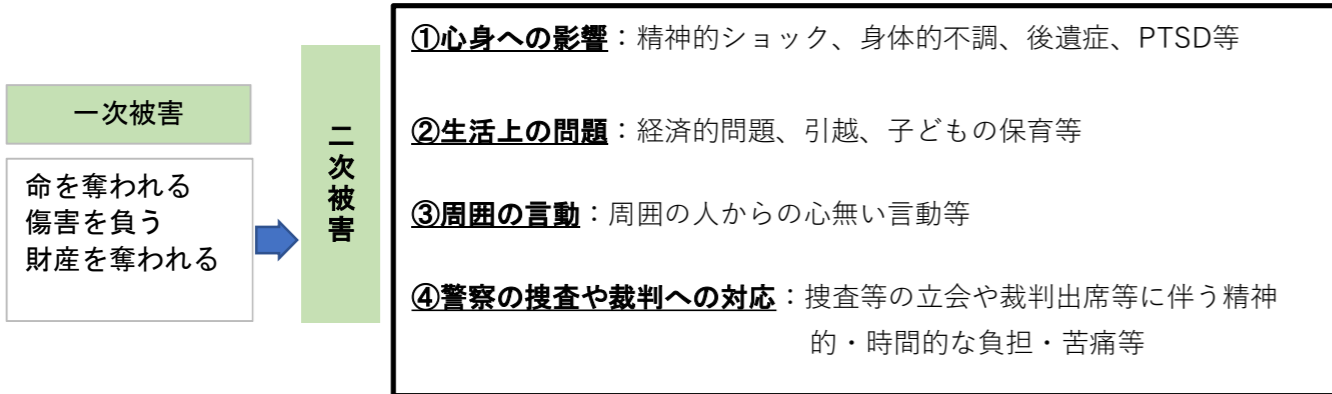 一次被害
命を奪われる
傷害を負う
財産を奪われる
二次被害
①心身への影響：精神的ショック、身体的不調、後遺症、PTSD等
②生活上の問題：経済的問題、引越、子どもの保育等
③周囲の言動：周囲の人からの心無い言動等
④警察の捜査や裁判への対応：捜査等の立会や裁判出席等に伴う精神
的・時間的な負担・苦痛等